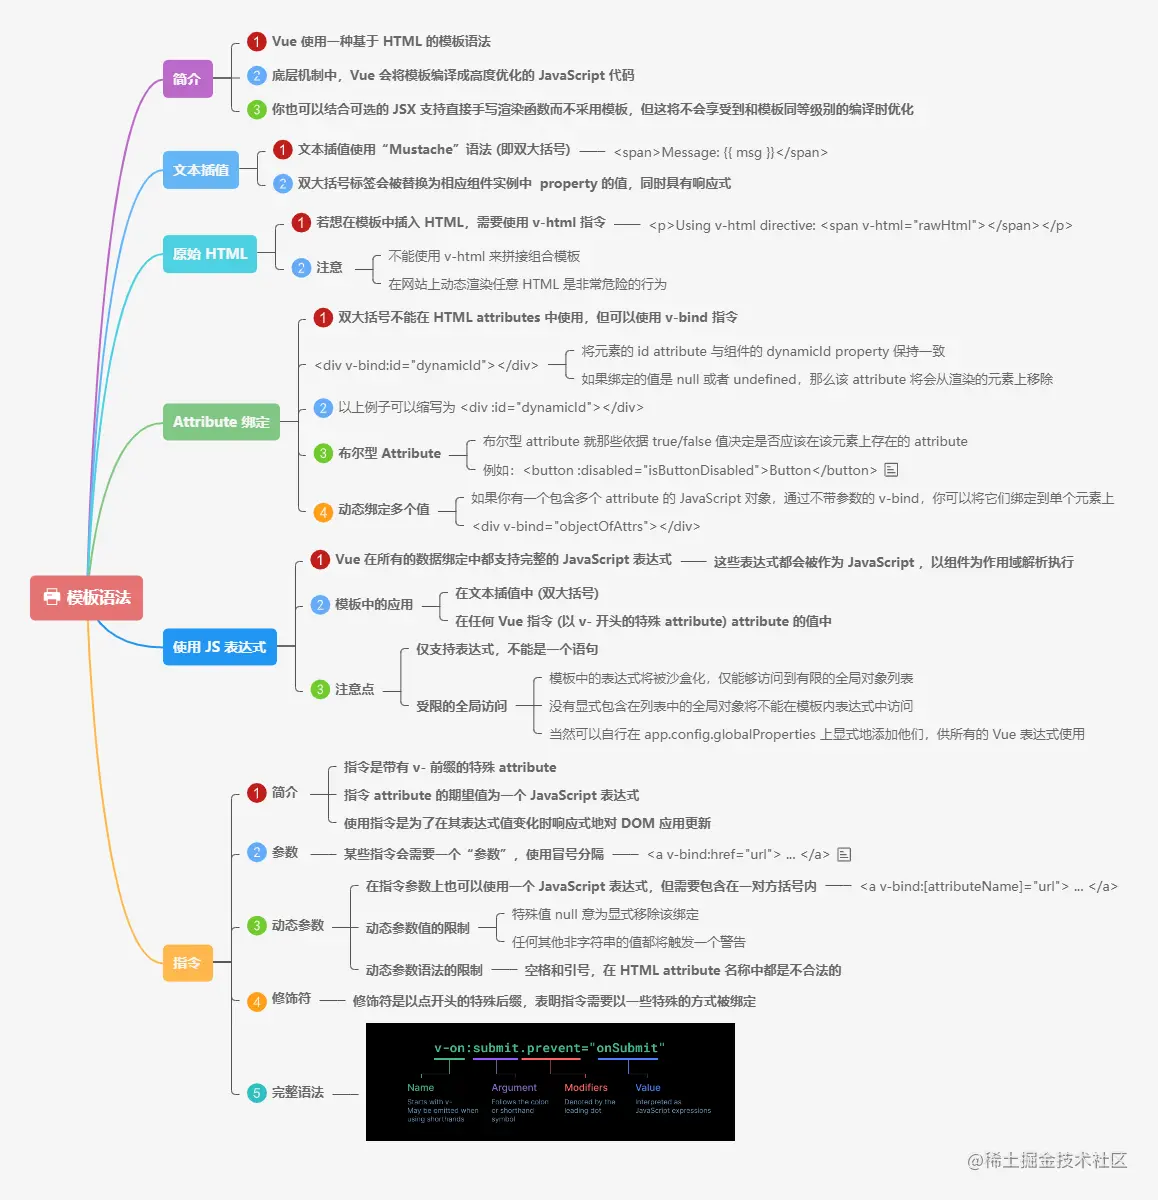 模板语法
简介
1 Vue 使用一种基于 HTML 的模板语法
2 底层机制中，Vue 会将模板编译成高度优化的 JavaScript 代码
3 你也可以结合可选的 JSX 支持直接手写渲染函数而不采用模板，但这将不会享受到和模板同等级别的编译时优化
文本插值
1 文本插值使用“Mustache”语法 (即双大括号)
<span>Message: {{ msg }}</span>
2 双大括号标签会被替换为相应组件实例中 property 的值，同时具有响应式
原始 HTML
1 若想在模板中插入 HTML，需要使用 v-html 指令
<p>Using v-html directive: <span v-html="rawHtml"></span></p>
2 注意
不能使用 v-html 来拼接组合模板
在网站上动态渲染任意 HTML 是非常危险的行为
Attribute 绑定
1 双大括号不能在 HTML attributes 中使用，但可以使用 v-bind 指令
<div v-bind:id="dynamicId"></div>
将元素的 id attribute 与组件的 dynamicId property 保持一致
如果绑定的值是 null 或者 undefined，那么该 attribute 将会从渲染的元素上移除
2 以上例子可以缩写为 <div :id="dynamicId"></div>
3 布尔型 Attribute
布尔型 attribute 就那些依据 true/false 值决定是否应该在该元素上存在的 attribute
例如：<button :disabled="isButtonDisabled">Button</button>
4 动态绑定多个值
如果你有一个包含多个 attribute 的 JavaScript 对象，通过不带参数的 v-bind，你可以将它们绑定到单个元素上
<div v-bind="objectOfAttrs"></div>
使用 JS 表达式
1 Vue 在所有的数据绑定中都支持完整的 JavaScript 表达式
这些表达式都会被作为 JavaScript ，以组件为作用域解析执行
2 模板中的应用
在文本插值中 (双大括号)
在任何 Vue 指令 (以 v- 开头的特殊 attribute) attribute 的值中
3 注意点
仅支持表达式，不能是一个语句
受限的全局访问
模板中的表达式将被沙盒化，仅能够访问到有限的全局对象列表
没有显式包含在列表中的全局对象将不能在模板内表达式中访问
当然可以自行在 app.config.globalProperties 上显式地添加他们，供所有的 Vue 表达式使用
指令
1 简介
指令是带有 v- 前缀的特殊 attribute
指令 attribute 的期望值为一个 JavaScript 表达式
使用指令是为了在其表达式值变化时响应式地对 DOM 应用更新
2 参数
某些指令会需要一个“参数”，使用冒号分隔
<a v-bind:href="url"> ... </a>
3 动态参数
在指令参数上也可以使用一个 JavaScript 表达式，但需要包含在一对方括号内
<a v-bind:[attributeName]="url"> ... </a>
动态参数值的限制
特殊值 null 意为显式移除该绑定
任何其他非字符串的值都将触发一个警告
动态参数语法的限制
空格和引号，在 HTML attribute 名称中都是不合法的
4 修饰符
修饰符是以点开头的特殊后缀，表明指令需要以一些特殊的方式被绑定
5 完整语法
v-on:submit.prevent="onSubmit"
Name
Starts with v-
May be emitted when
using shorthands
Argument
Follows the colon
or shorthand
symbol
Modifiers
Denoted by the
leading dot
Value
Interpreted as
JavaScript expressions
@稀土掘金技术社区